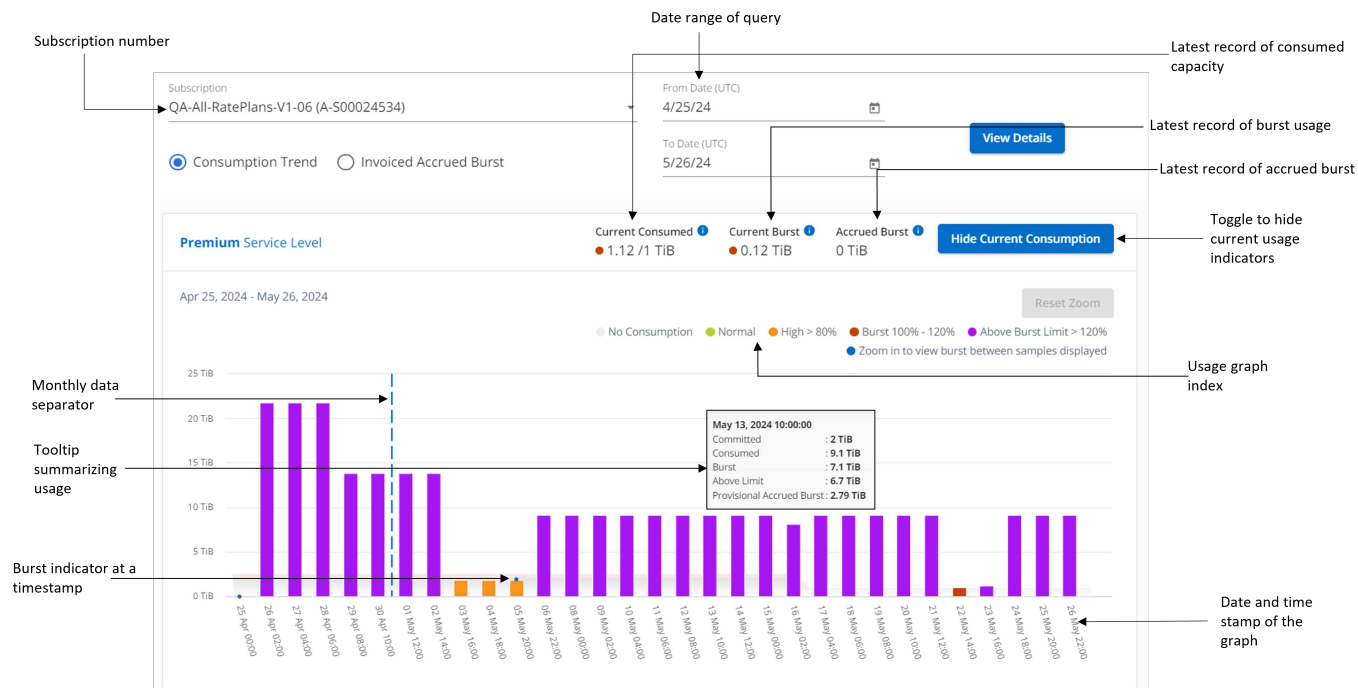 Date range of query
Subscription number
Latest record of consumed
capacity
Subscription
QA-All-RatePlans-V1-06 (A-S00024534)
From Date (UTC)
4/25/24
Latest record of burst usage
View Details
To Date (UTC)
5/26/24
Consumption Trend
Invoiced Accrued Burst
Latest record of accrued burst
Toggle to hide
current usage
indicators
Premium Service Level
Current Consumed
1.12 /1 TiB
Current Burst
0.12 TiB
Accrued Burst
0 TiB
Hide Current Consumption
Apr 25, 2024 - May 26, 2024
Reset Zoom
No Consumption
Normal
High > 80%
Burst 100% - 120%
Above Burst Limit > 120%
Zoom in to view burst between samples displayed
Usage graph
index
Monthly data
separator
Tooltip
summarizing
usage
Burst indicator at a
timestamp
25 TiB
20 TiB
15 TiB
10 TiB
5 TiB
0 TiB
May 13, 2024 10:00:00
Committed : 2 TiB
Consumed : 9.1 TiB
Burst : 7.1 TiB
Above Limit : 6.7 TiB
Provisional Accrued Burst : 2.79 TiB
25 Apr 00:00
26 Apr 02:00
27 Apr 04:00
28 Apr 06:00
29 Apr 08:00
30 Apr 10:00
01 May 12:00
02 May 14:00
03 May 16:00
04 May 18:00
05 May 20:00
06 May 22:00
08 May 00:00
09 May 02:00
10 May 04:00
11 May 06:00
12 May 08:00
13 May 10:00
14 May 12:00
15 May 00:00
16 May 02:00
17 May 04:00
18 May 06:00
19 May 08:00
20 May 10:00
21 May 12:00
22 May 14:00
23 May 16:00
24 May 18:00
25 May 20:00
26 May 22:00
Date and time
stamp of the
graph